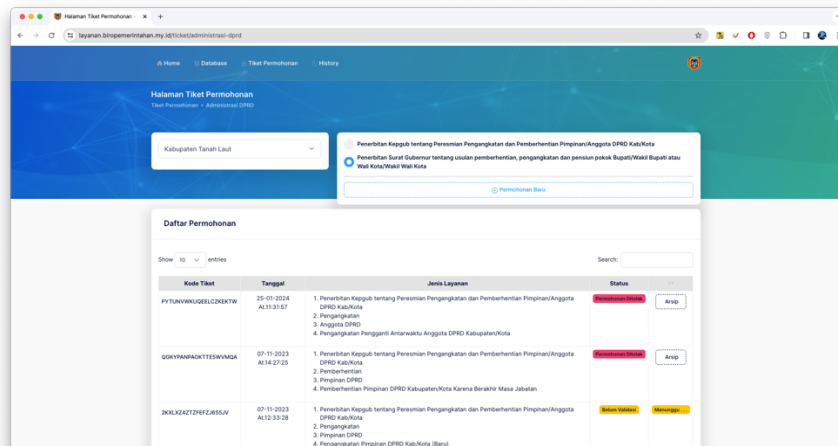 Halaman Tiket Permohonan -
layanan.biropemerintahan.my.id/ticket/administrasi-dprd
Home Database Tiket Permohonan History
Halaman Tiket Permohonan
Tiket Permohonan • Administrasi DPRD
Kabupaten Tanah Laut
Penerbitan Kepgub tentang Peresmian Pengangkatan dan Pemberhentian Pimpinan/Anggota DPRD Kab/Kota
Penerbitan Surat Gubernur tentang usulan pemberhentian, pengangkatan dan pensiun pokok Bupati/Wakil Bupati atau
Wali Kota/Wakil Wali Kota
Permohonan Baru
Daftar Permohonan
Show 10 entries Search:
Kode Tiket Tanggal Jenis Layanan Status
PYTUNVWKUQEELCZKEKTW 25-01-2024 1. Penerbitan Kepgub tentang Peresmian Pengangkatan dan Pemberhentian Pimpinan/Anggota Permohonan Ditolak Arsip
At.11:31:57 DPRD Kab/Kota
2. Pengangkatan
3. Anggota DPRD
4. Pengangkatan Pengganti Antarwaktu Anggota DPRD Kabupaten/Kota
QGKYPANPAOKTTESWVMQA 07-11-2023 1. Penerbitan Kepgub tentang Peresmian Pengangkatan dan Pemberhentian Pimpinan/Anggota Permohonan Ditolak Arsip
At.14:27:25 DPRD Kab/Kota
2. Pemberhentian
3. Pimpinan DPRD
4. Pemberhentian Pimpinan DPRD Kabupaten/Kota Karena Berakhir Masa Jabatan
2KXLXZ4ZTZFEFZJ655JV 07-11-2023 1. Penerbitan Kepgub tentang Peresmian Pengangkatan dan Pemberhentian Pimpinan/Anggota Belum Validasi Menunggu ...
At.12:33:28 DPRD Kab/Kota
2. Pengangkatan
3. Pimpinan DPRD
4. Pengangkatan Pimpinan DPRD Kab/Kota (Baru)